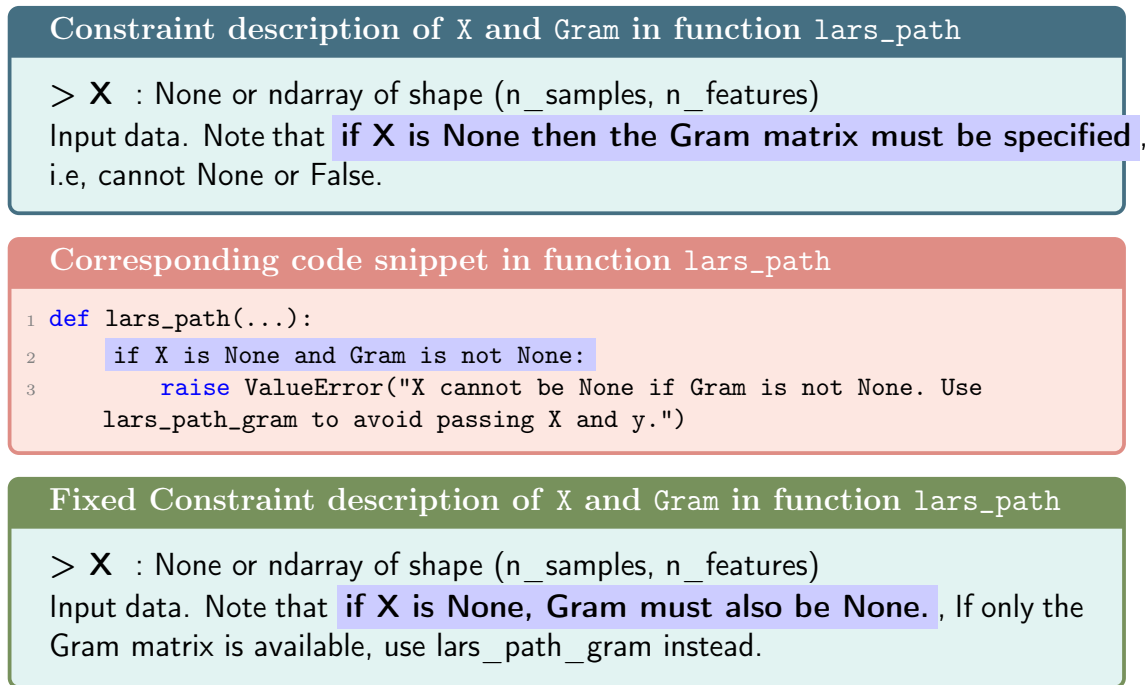 Constraint description of X and Gram in function lars_path
> X : None or ndarray of shape (n_samples, n_features)
Input data. Note that if X is None then the Gram matrix must be specified,
i.e, cannot None or False.
Corresponding code snippet in function lars_path
1 def lars_path(...):
2     if X is None and Gram is not None:
3         raise ValueError("X cannot be None if Gram is not None. Use
lars_path_gram to avoid passing X and y.")
Fixed Constraint description of X and Gram in function lars_path
> X : None or ndarray of shape (n_samples, n_features)
Input data. Note that if X is None, Gram must also be None. , If only the
Gram matrix is available, use lars_path_gram instead.